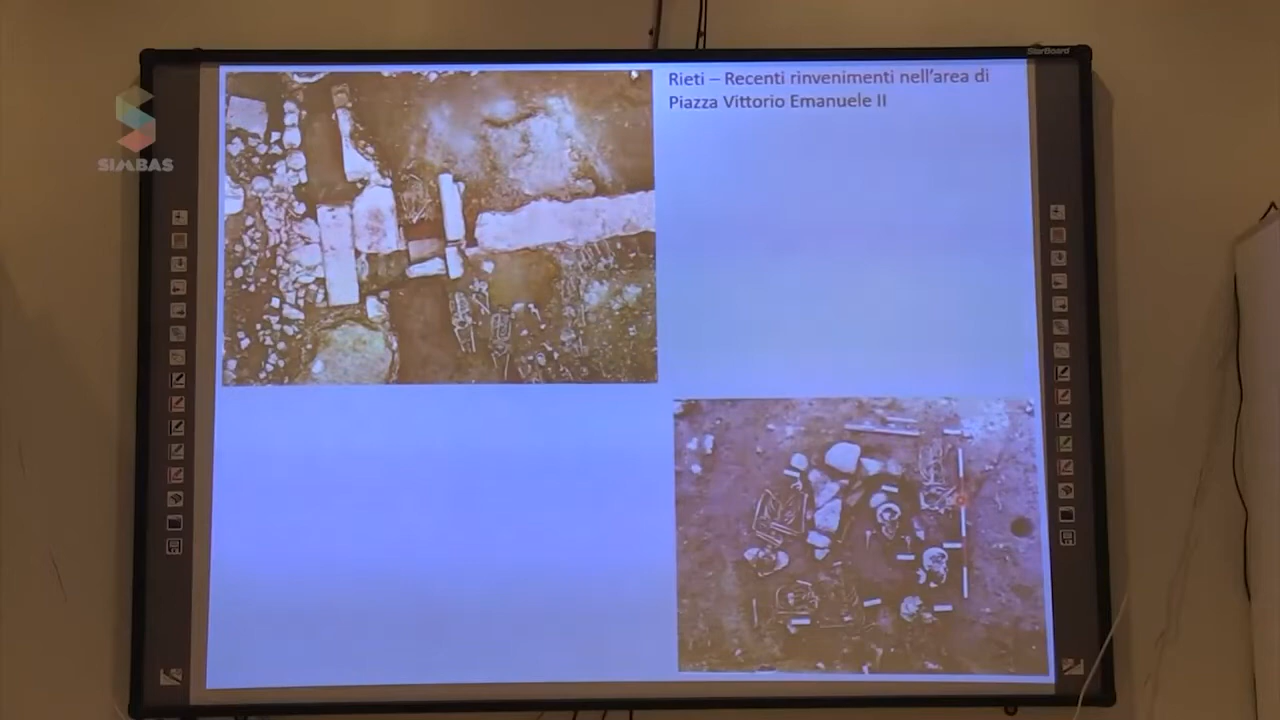 StarBoard
SIMBAS
Rieti – Recenti rinvenimenti nell'area di
Piazza Vittorio Emanuele II